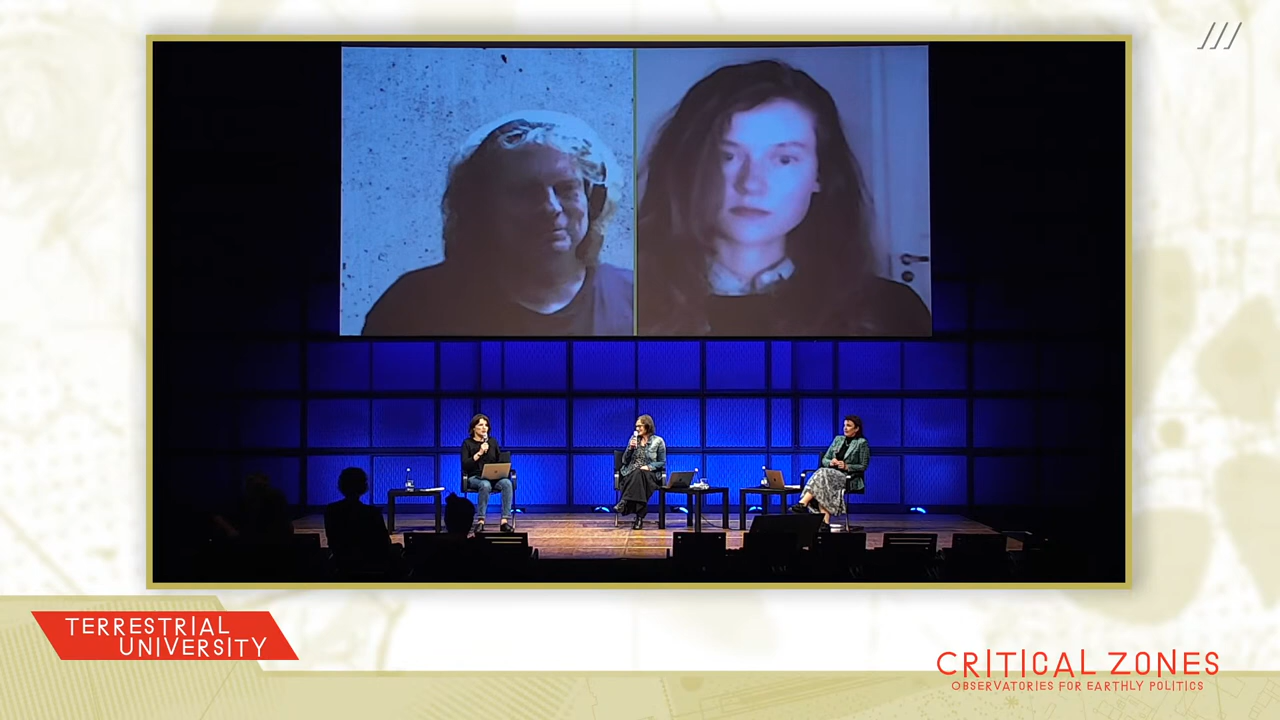 ///
TERRESTRIAL
UNIVERSITY
CRITICAL ZONES
OBSERVATORIES FOR EARTHLY POLITICS